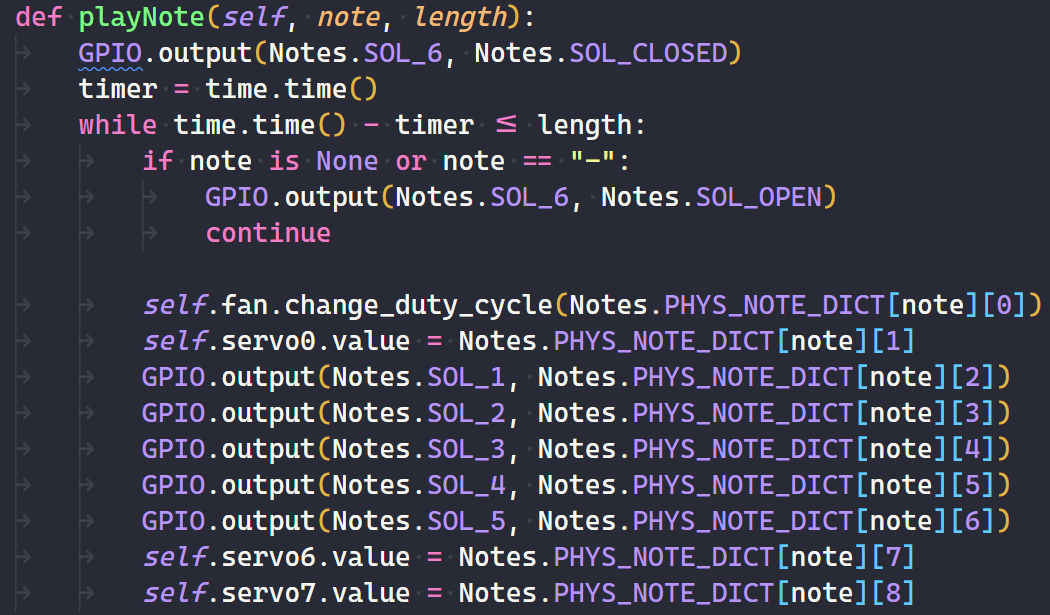 def playNote(self, note, length):
GPIO.output(Notes.SOL_6, Notes.SOL_CLOSED)
timer = time.time()
while time.time() - timer ≤ length:
if note is None or note == "-":
GPIO.output(Notes.SOL_6, Notes.SOL_OPEN)
continue
self.fan.change_duty_cycle(Notes.PHYS_NOTE_DICT[note][0])
self.servo0.value = Notes.PHYS_NOTE_DICT[note][1]
GPIO.output(Notes.SOL_1, Notes.PHYS_NOTE_DICT[note][2])
GPIO.output(Notes.SOL_2, Notes.PHYS_NOTE_DICT[note][3])
GPIO.output(Notes.SOL_3, Notes.PHYS_NOTE_DICT[note][4])
GPIO.output(Notes.SOL_4, Notes.PHYS_NOTE_DICT[note][5])
GPIO.output(Notes.SOL_5, Notes.PHYS_NOTE_DICT[note][6])
self.servo6.value = Notes.PHYS_NOTE_DICT[note][7]
self.servo7.value = Notes.PHYS_NOTE_DICT[note][8]